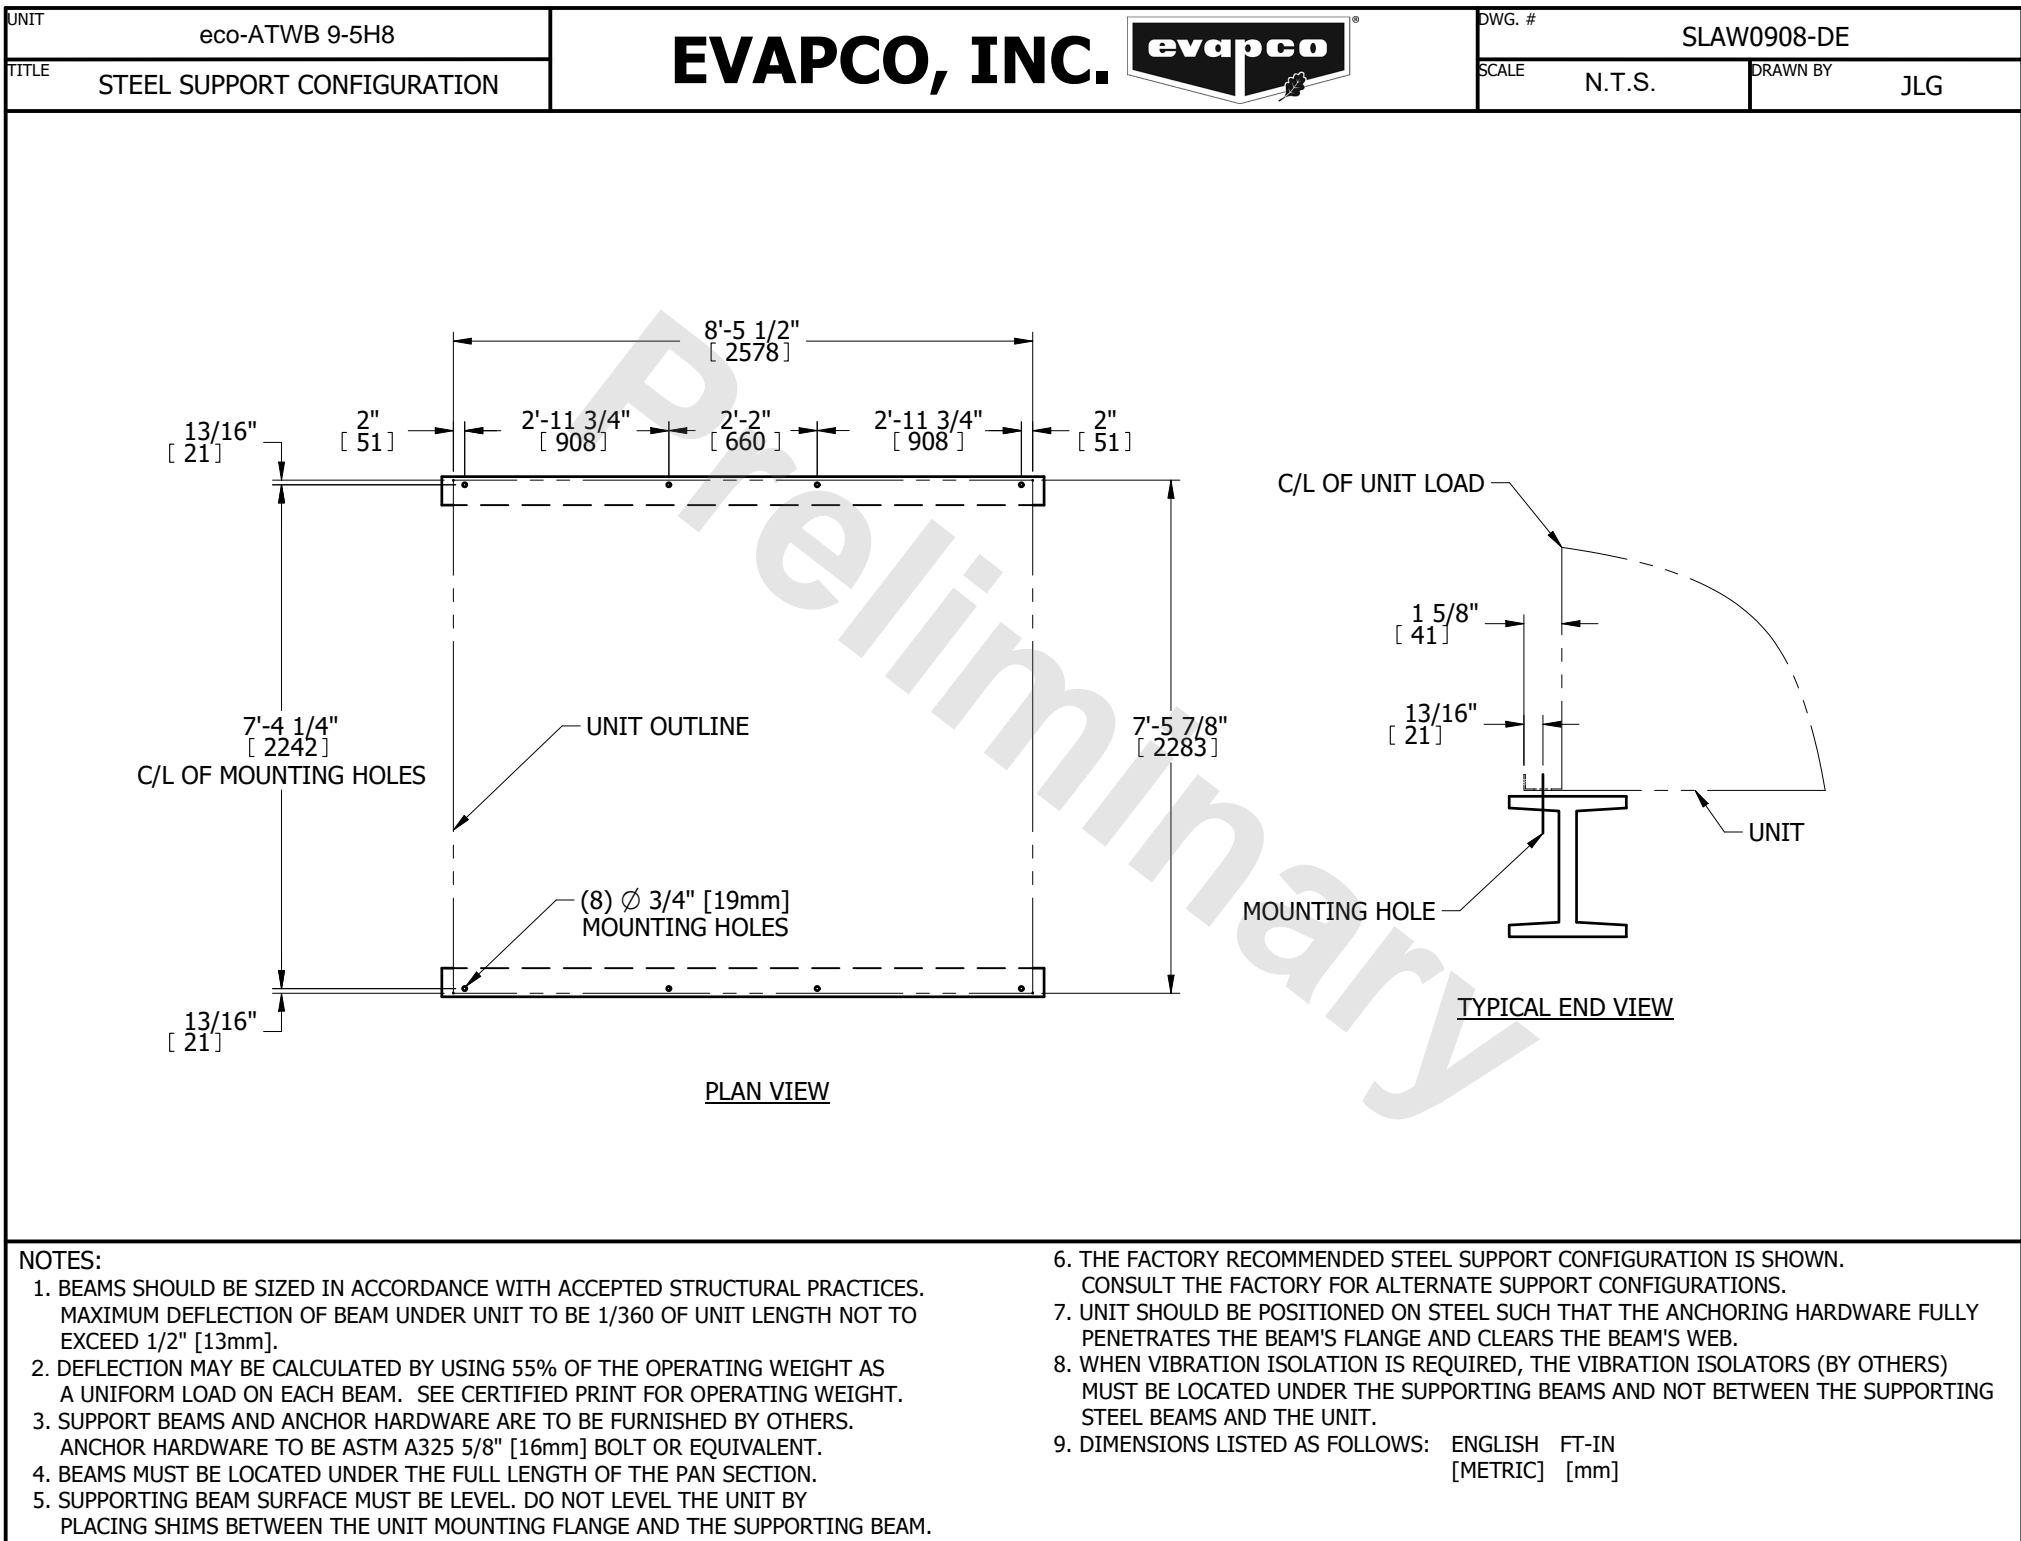 UNIT
eco-ATWB 9-5H8
TITLE
STEEL SUPPORT CONFIGURATION
EVAPCO, INC.
evapco
®
DWG. #
SLAW0908-DE
SCALE
N.T.S.
DRAWN BY
JLG
Preliminary
8'-5 1/2"
[ 2578 ]
13/16"
[ 21 ]
2"
[ 51 ]
2'-11 3/4"
[ 908 ]
2'-2"
[ 660 ]
2'-11 3/4"
[ 908 ]
2"
[ 51 ]
7'-4 1/4"
[ 2242 ]
C/L OF MOUNTING HOLES
UNIT OUTLINE
7'-5 7/8"
[ 2283 ]
(8) Ø 3/4" [19mm]
MOUNTING HOLES
13/16"
[ 21 ]
PLAN VIEW
C/L OF UNIT LOAD
1 5/8"
[ 41 ]
13/16"
[ 21 ]
UNIT
MOUNTING HOLE
TYPICAL END VIEW
NOTES:
1. BEAMS SHOULD BE SIZED IN ACCORDANCE WITH ACCEPTED STRUCTURAL PRACTICES.
MAXIMUM DEFLECTION OF BEAM UNDER UNIT TO BE 1/360 OF UNIT LENGTH NOT TO
EXCEED 1/2" [13mm].
2. DEFLECTION MAY BE CALCULATED BY USING 55% OF THE OPERATING WEIGHT AS
A UNIFORM LOAD ON EACH BEAM. SEE CERTIFIED PRINT FOR OPERATING WEIGHT.
3. SUPPORT BEAMS AND ANCHOR HARDWARE ARE TO BE FURNISHED BY OTHERS.
ANCHOR HARDWARE TO BE ASTM A325 5/8" [16mm] BOLT OR EQUIVALENT.
4. BEAMS MUST BE LOCATED UNDER THE FULL LENGTH OF THE PAN SECTION.
5. SUPPORTING BEAM SURFACE MUST BE LEVEL. DO NOT LEVEL THE UNIT BY
PLACING SHIMS BETWEEN THE UNIT MOUNTING FLANGE AND THE SUPPORTING BEAM.
6. THE FACTORY RECOMMENDED STEEL SUPPORT CONFIGURATION IS SHOWN.
CONSULT THE FACTORY FOR ALTERNATE SUPPORT CONFIGURATIONS.
7. UNIT SHOULD BE POSITIONED ON STEEL SUCH THAT THE ANCHORING HARDWARE FULLY
PENETRATES THE BEAM'S FLANGE AND CLEARS THE BEAM'S WEB.
8. WHEN VIBRATION ISOLATION IS REQUIRED, THE VIBRATION ISOLATORS (BY OTHERS)
MUST BE LOCATED UNDER THE SUPPORTING BEAMS AND NOT BETWEEN THE SUPPORTING
STEEL BEAMS AND THE UNIT.
9. DIMENSIONS LISTED AS FOLLOWS: ENGLISH FT-IN
[METRIC] [mm]